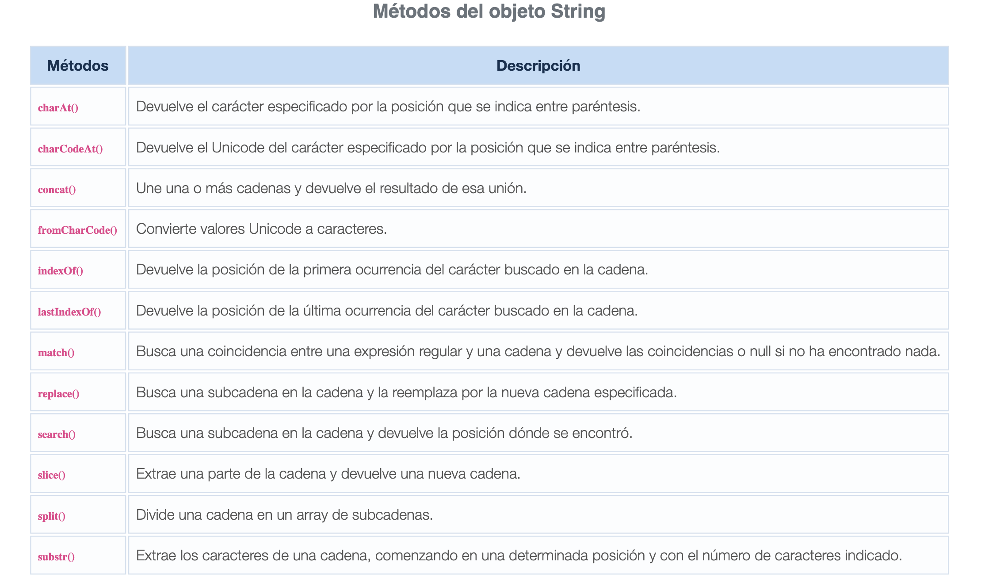 Métodos del objeto String
Métodos Descripción
charAt() Devuelve el carácter especificado por la posición que se indica entre paréntesis.
charCodeAt() Devuelve el Unicode del carácter especificado por la posición que se indica entre paréntesis.
concat() Une una o más cadenas y devuelve el resultado de esa unión.
fromCharCode() Convierte valores Unicode a caracteres.
indexOf() Devuelve la posición de la primera ocurrencia del carácter buscado en la cadena.
lastIndexOf() Devuelve la posición de la última ocurrencia del carácter buscado en la cadena.
match() Busca una coincidencia entre una expresión regular y una cadena y devuelve las coincidencias o null si no ha encontrado nada.
replace() Busca una subcadena en la cadena y la reemplaza por la nueva cadena especificada.
search() Busca una subcadena en la cadena y devuelve la posición dónde se encontró.
slice() Extrae una parte de la cadena y devuelve una nueva cadena.
split() Divide una cadena en un array de subcadenas.
substr() Extrae los caracteres de una cadena, comenzando en una determinada posición y con el número de caracteres indicado.